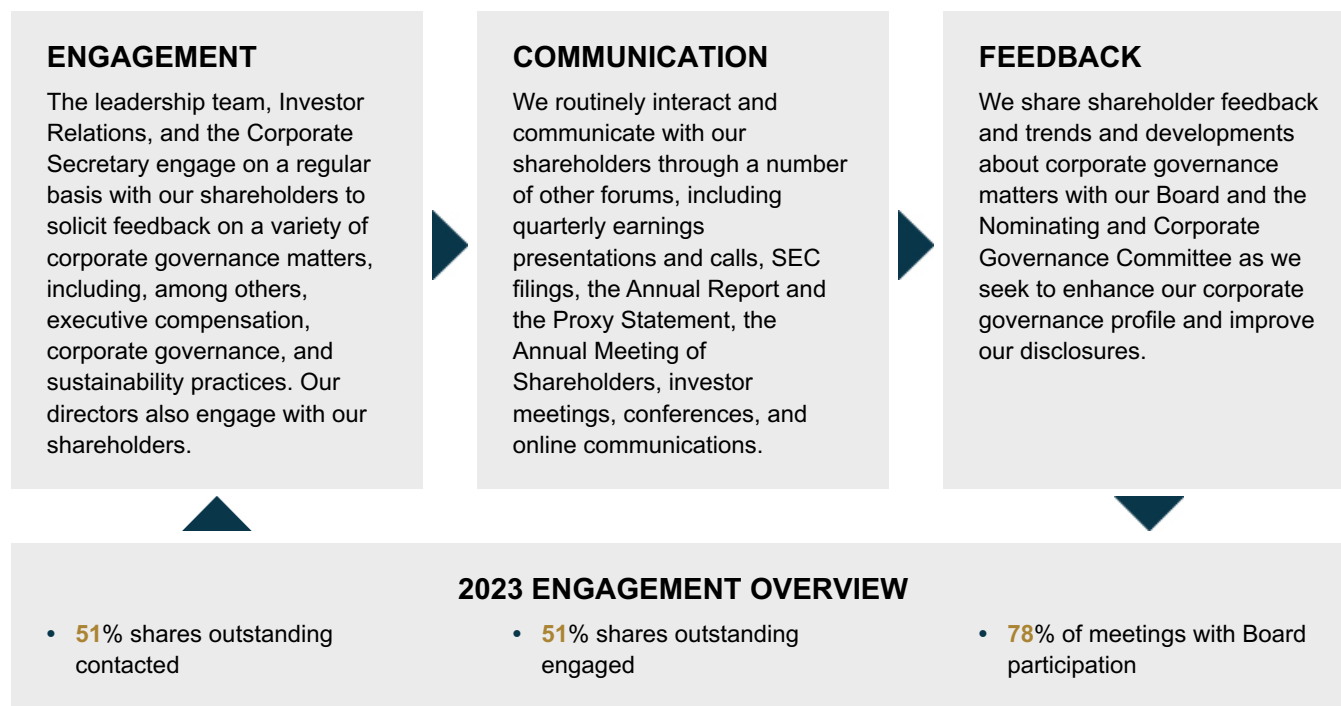 ENGAGEMENT
The leadership team, Investor
Relations, and the Corporate
Secretary engage on a regular
basis with our shareholders to
solicit feedback on a variety of
corporate governance matters,
including, among others,
executive compensation,
corporate governance, and
sustainability practices. Our
directors also engage with our
shareholders.
COMMUNICATION
We routinely interact and
communicate with our
shareholders through a number
of other forums, including
quarterly earnings
presentations and calls, SEC
filings, the Annual Report and
the Proxy Statement, the
Annual Meeting of
Shareholders, investor
meetings, conferences, and
online communications.
FEEDBACK
We share shareholder feedback
and trends and developments
about corporate governance
matters with our Board and the
Nominating and Corporate
Governance Committee as we
seek to enhance our corporate
governance profile and improve
our disclosures.
2023 ENGAGEMENT OVERVIEW
• 51% shares outstanding
contacted
• 51% shares outstanding
engaged
• 78% of meetings with Board
participation